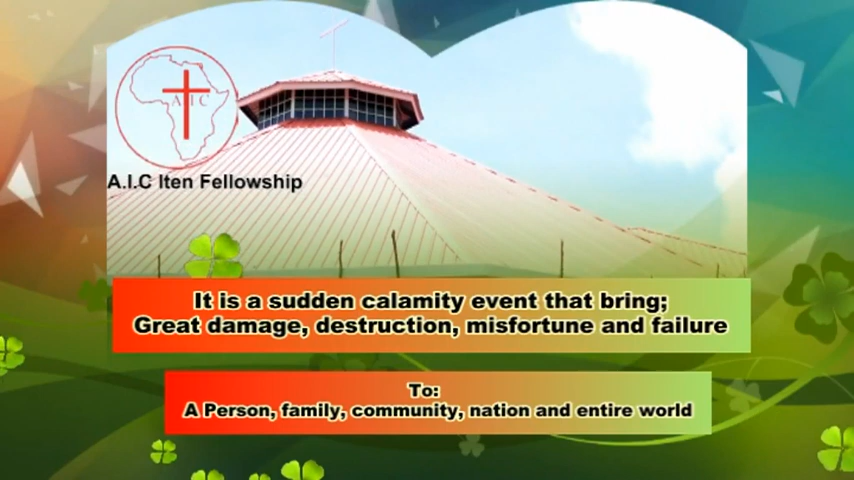 A I C
A.I.C Iten Fellowship
It is a sudden calamity event that bring;
Great damage, destruction, misfortune and failure
To:
A Person, family, community, nation and entire world